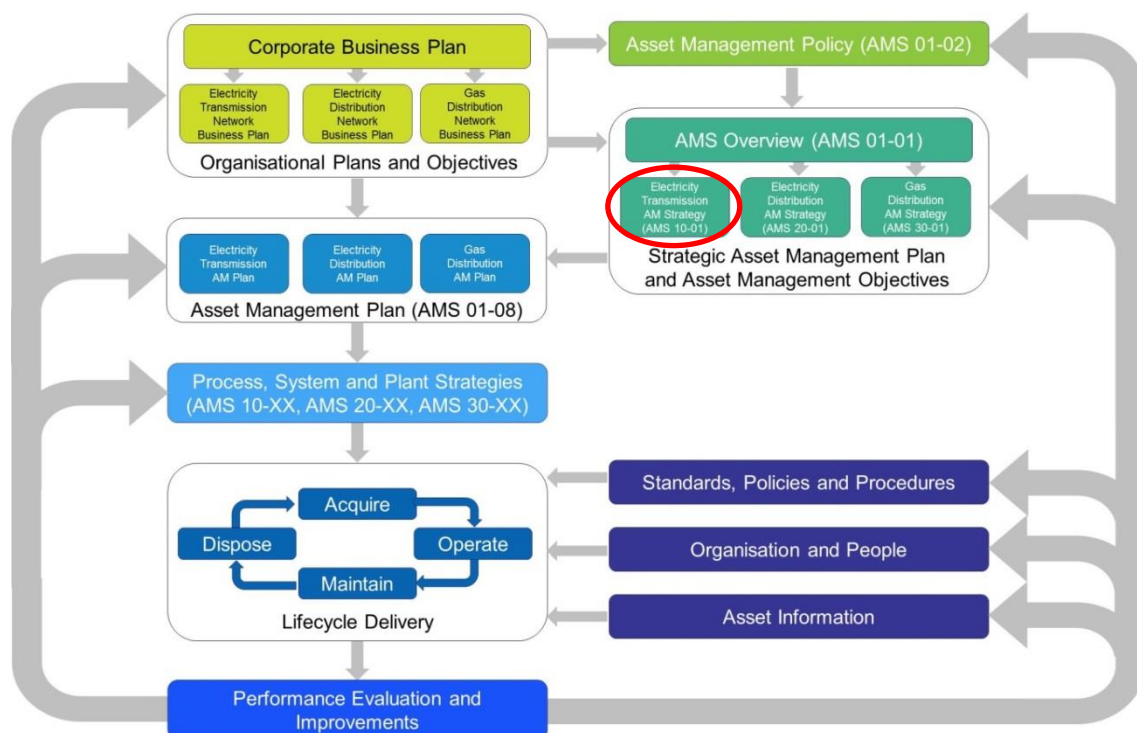 Corporate Business Plan
Electricity
Transmission
Network
Business Plan
Electricity
Distribution
Network
Business Plan
Gas
Distribution
Network
Business Plan
Organisational Plans and Objectives
Asset Management Policy (AMS 01-02)
AMS Overview (AMS 01-01)
Electricity
Transmission
AM Strategy
(AMS 10-01)
Electricity
Distribution
AM Strategy
(AMS 20-01)
Gas
Distribution
AM Strategy
(AMS 30-01)
Strategic Asset Management Plan
and Asset Management Objectives
Electricity
Transmission
AM Plan
Electricity
Distribution
AM Plan
Gas
Distribution
AM Plan
Asset Management Plan (AMS 01-08)
Process, System and Plant Strategies
(AMS 10-XX, AMS 20-XX, AMS 30-XX)
Acquire
Dispose
Operate
Maintain
Lifecycle Delivery
Standards, Policies and Procedures
Organisation and People
Asset Information
Performance Evaluation and
Improvements